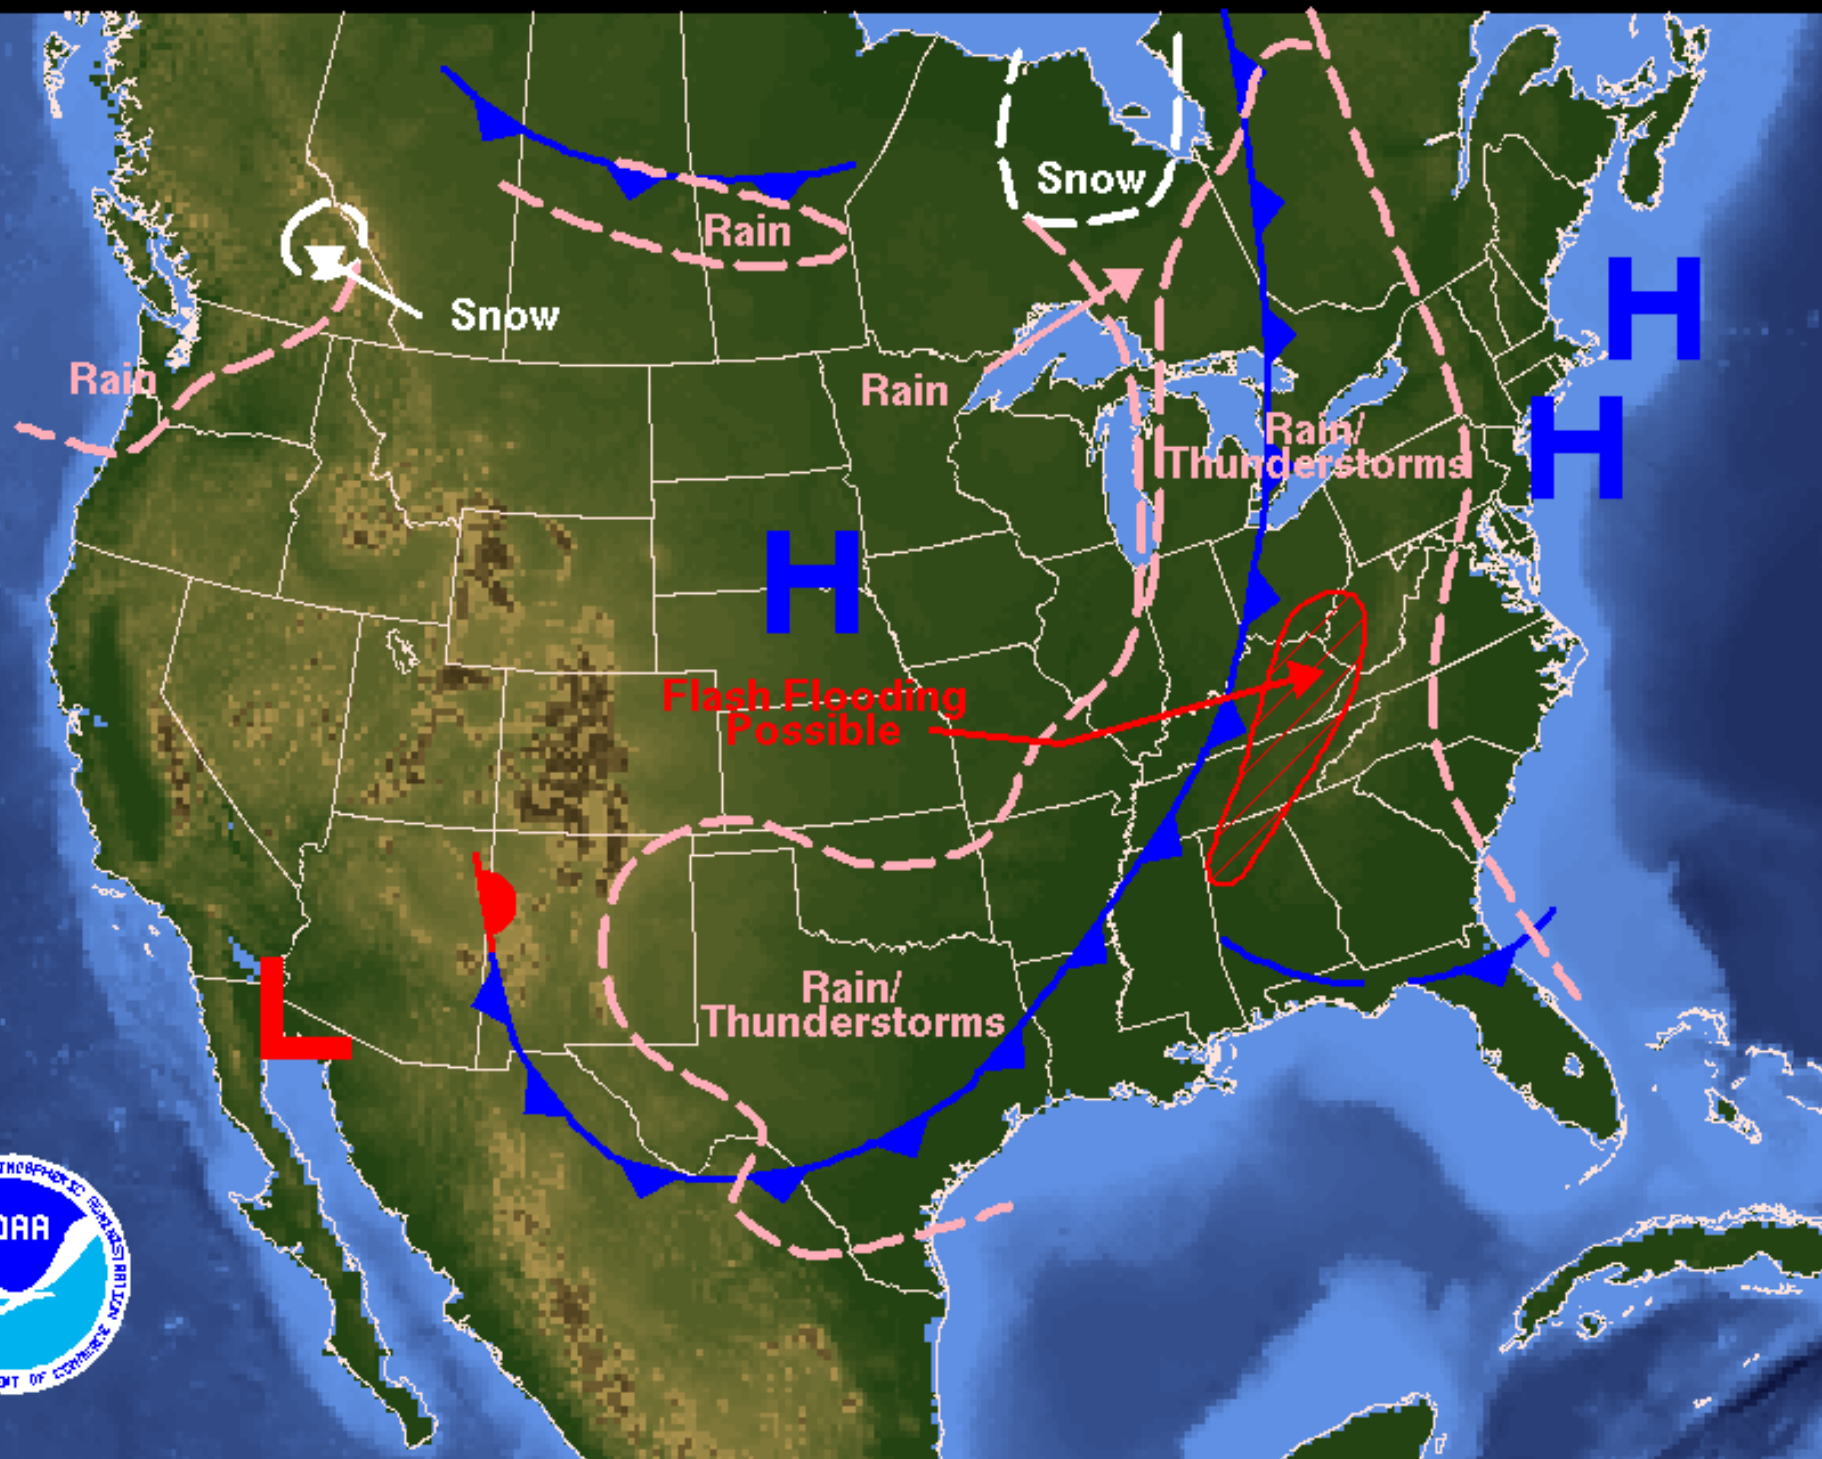 Snow
Rain
Snow
Rain
Rain
Rain/
Thunderstorms
H
H
H
Flash Flooding
Possible
L
Rain/
Thunderstorms